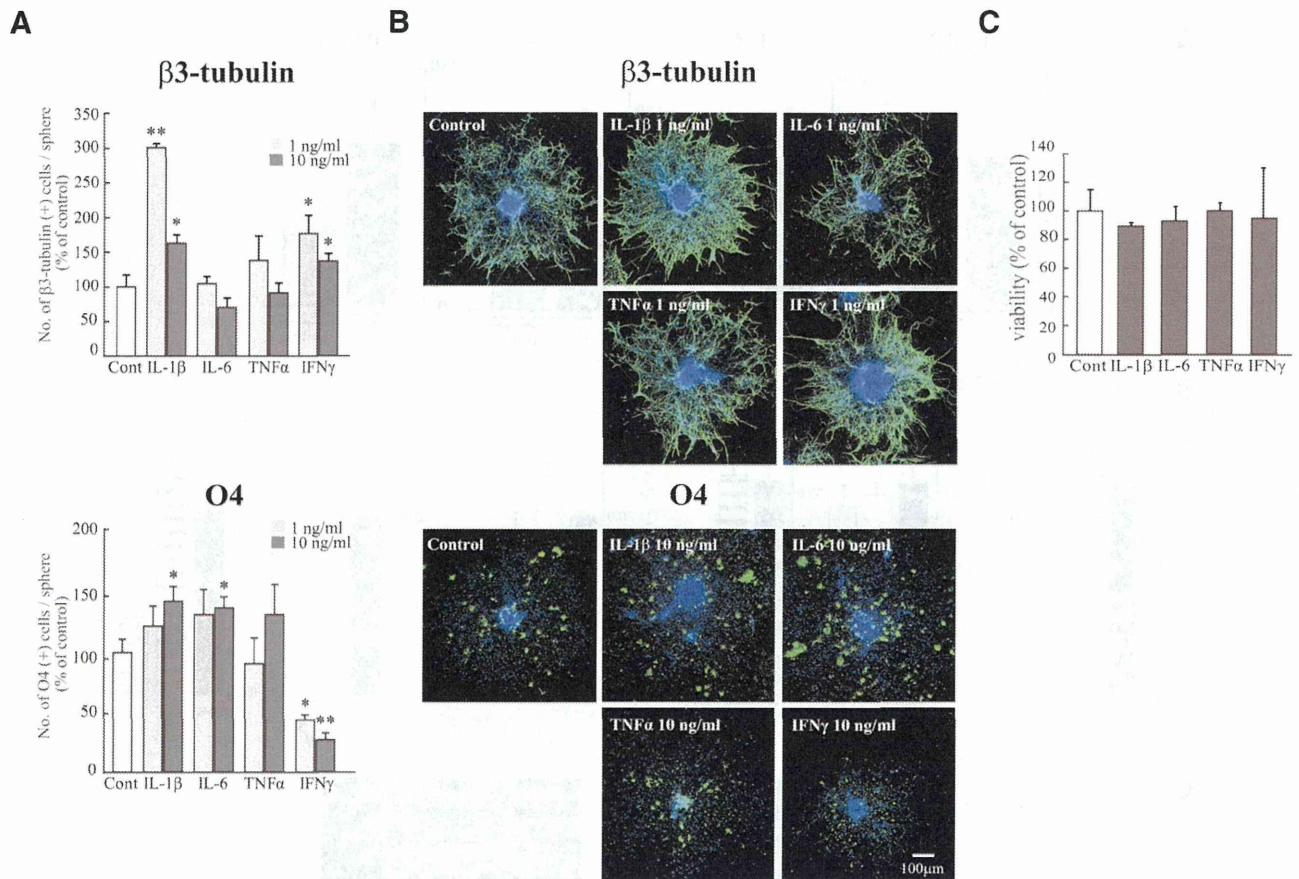 A
β3-tubulin
No. of β3-tubulin (+) cells / sphere
(% of control)
350
300
250
200
150
100
50
0
**
*
*
*
1 ng/ml
10 ng/ml
Cont IL-1β IL-6 TNFα IFNγ
O4
No. of O4 (+) cells / sphere
(% of control)
200
150
100
50
0
*
*
*
**
1 ng/ml
10 ng/ml
Cont IL-1β IL-6 TNFα IFNγ
B
β3-tubulin
Control
IL-1β 1 ng/ml
IL-6 1 ng/ml
TNFα 1 ng/ml
IFNγ 1 ng/ml
O4
Control
IL-1β 10 ng/ml
IL-6 10 ng/ml
TNFα 10 ng/ml
IFNγ 10 ng/ml
100μm
C
viability (% of control)
140
120
100
80
60
40
20
0
Cont IL-1β IL-6 TNFα IFNγ